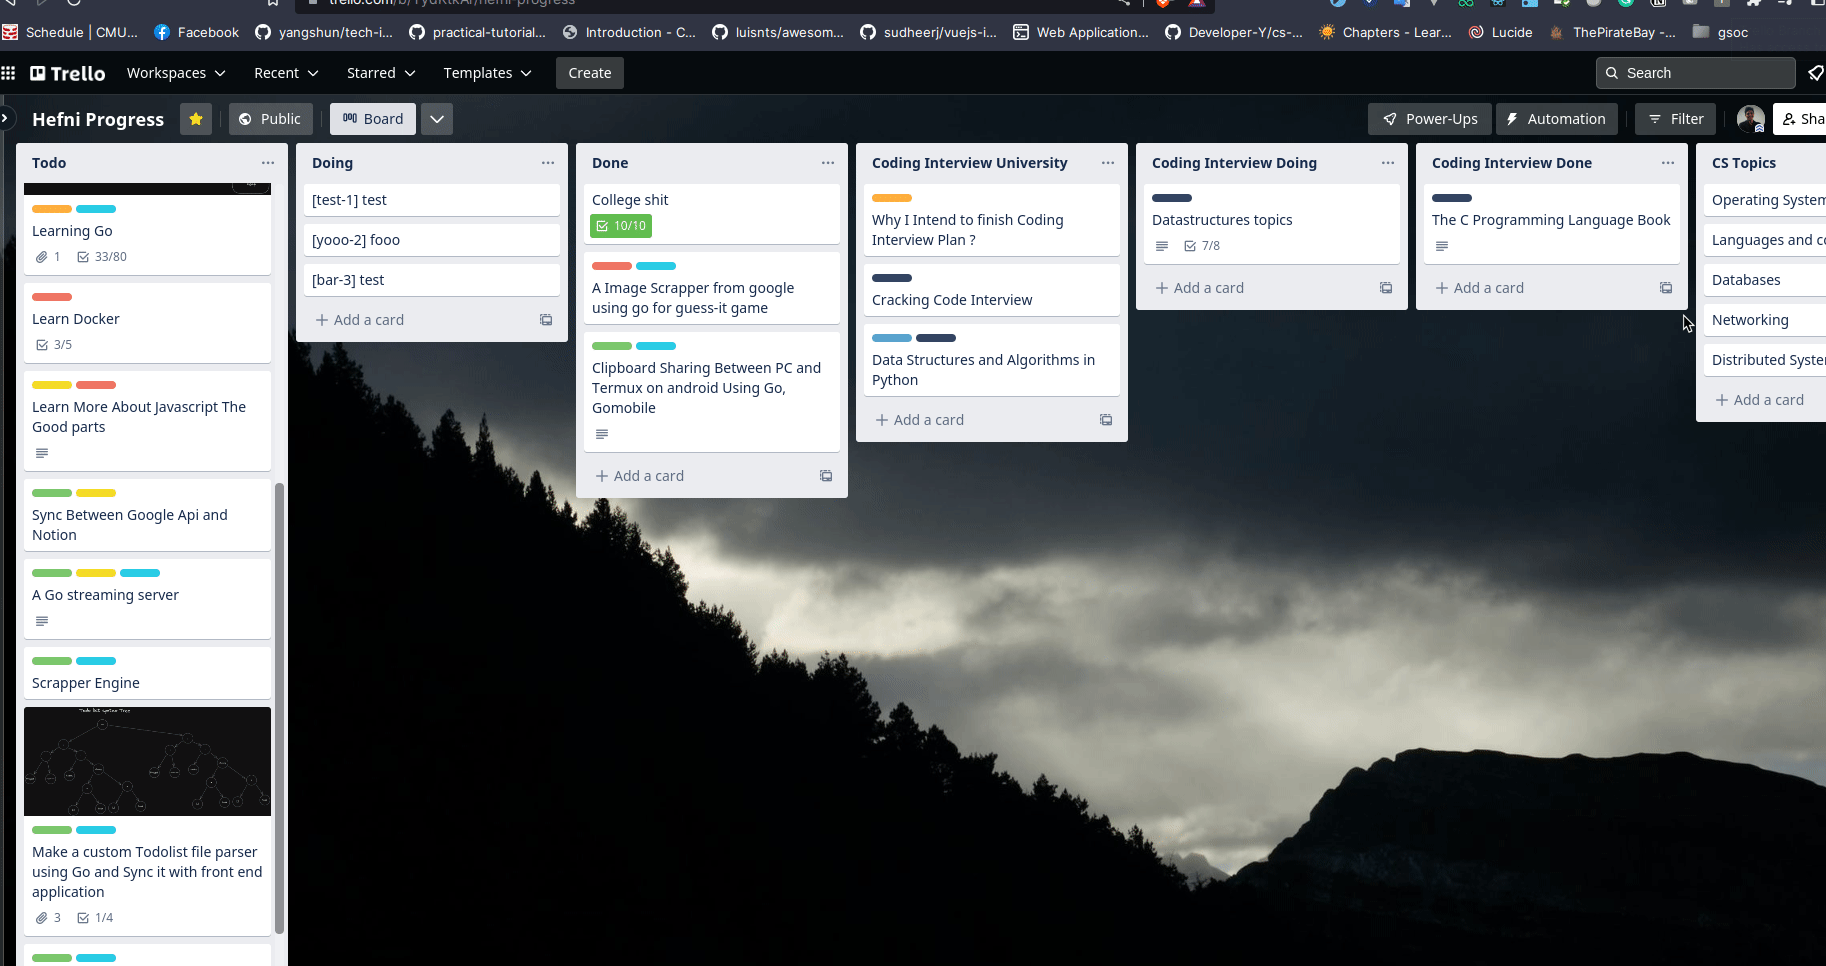 Schedule | CMU...
Facebook
yangshun/tech-i...
practical-tutorial...
Introduction - C...
luisnts/awesom...
sudheerj/vuejs-i...
Web Application...
Developer-Y/cs-...
Chapters - Lear...
Lucide
ThePirateBay -...
gsoc
Trello
Workspaces
Recent
Starred
Templates
Create
Search
Hefni Progress
Public
Board
Power-Ups
Automation
Filter
Sha
Todo
Learning Go
1 33/80
Learn Docker
3/5
Learn More About Javascript The
Good parts
Sync Between Google Api and
Notion
A Go streaming server
Scrapper Engine
Make a custom Todolist file parser
using Go and Sync it with front end
application
3 1/4
Doing
[test-1] test
[yooo-2] fooo
[bar-3] test
+ Add a card
Done
College shit
10/10
A Image Scrapper from google
using go for guess-it game
Clipboard Sharing Between PC and
Termux on android Using Go,
Gomobile
+ Add a card
Coding Interview University
Why I Intend to finish Coding
Interview Plan ?
Cracking Code Interview
Data Structures and Algorithms in
Python
+ Add a card
Coding Interview Doing
Datastructures topics
7/8
+ Add a card
Coding Interview Done
The C Programming Language Book
+ Add a card
CS Topics
Operating System
Languages and co
Databases
Networking
Distributed Syste
+ Add a card